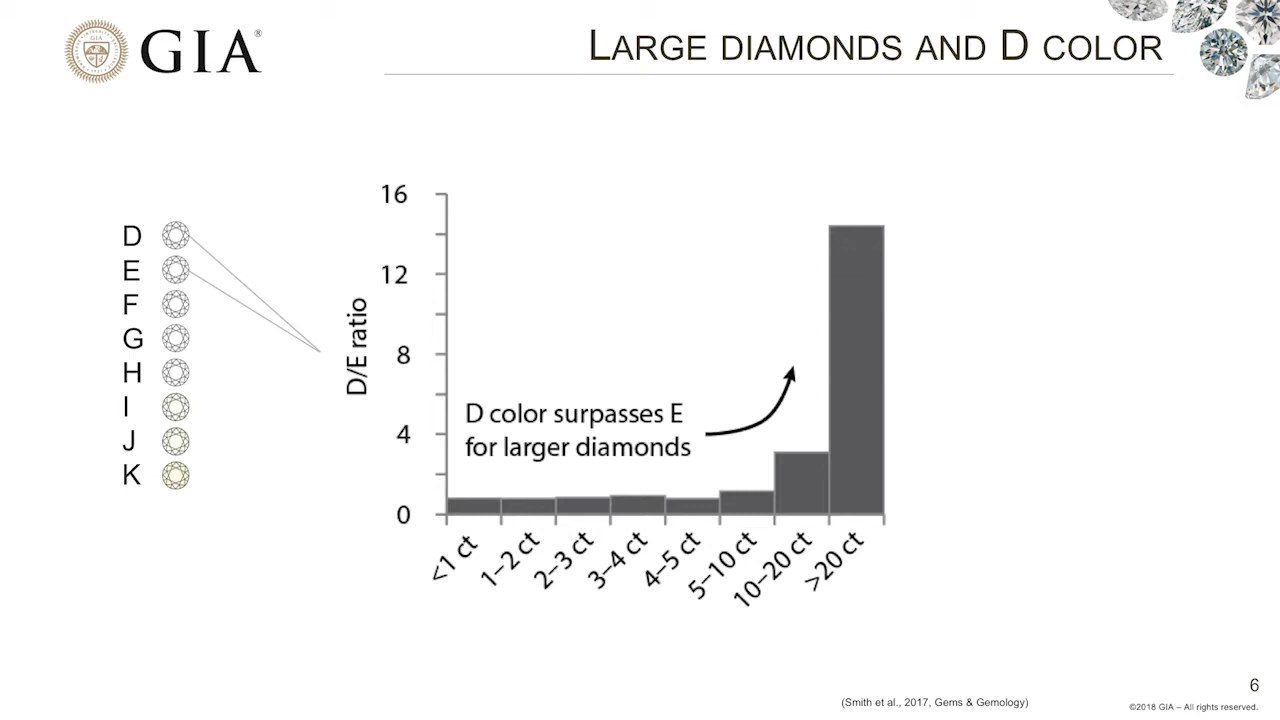 GIA®
LARGE DIAMONDS AND D COLOR
D
E
F
G
H
I
J
K
D/E ratio
16
12
8
4
0
D color surpasses E
for larger diamonds
<1 ct
1–2 ct
2–3 ct
3–4 ct
4–5 ct
5–10 ct
10–20 ct
>20 ct
6
(Smith et al., 2017, Gems & Gemology)
©2018 GIA – All rights reserved.